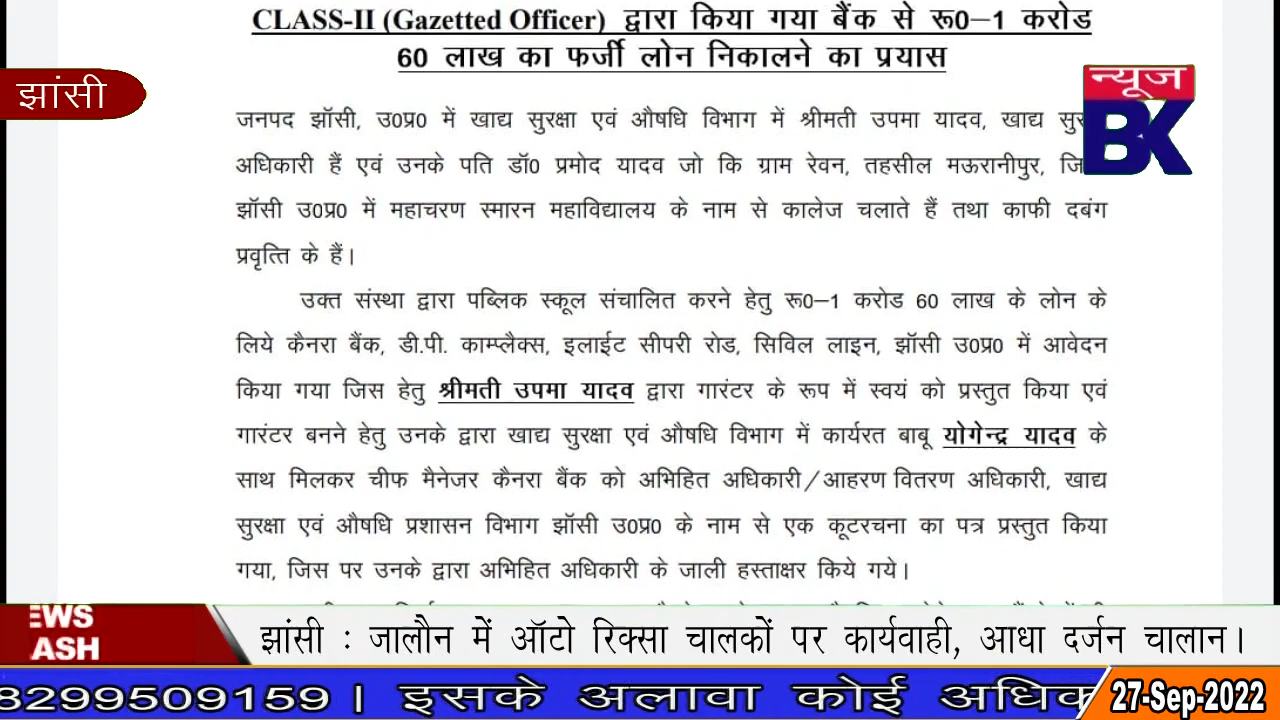 CLASS-II (Gazetted Officer) द्वारा किया गया बैंक से रू0–1 करोड
60 लाख का फर्जी लोन निकालने का प्रयास
झांसी
न्यूज
BK
जनपद झॉसी, उ0प्र0 में खाद्य सुरक्षा एवं औषधि विभाग में श्रीमती उपमा यादव, खाद्य
अधिकारी हैं एवं उनके पति डॉ0 प्रमोद यादव जो कि ग्राम रेवन, तहसील मऊरानीपुर,
झॉसी उ0प्र0 में महाचरण स्मारन महाविद्यालय के नाम से कालेज चलाते हैं तथा काफी दबंग
प्रवृत्ति के हैं।
उक्त संस्था द्वारा पब्लिक स्कूल संचालित करने हेतु रू0–1 करोड 60 लाख के लोन के
लिये कैनरा बैंक, डी.पी. काम्प्लैक्स, इलाईट सीपरी रोड, सिविल लाइन, झॉसी उ0प्र0 में आवेदन
किया गया जिस हेतु श्रीमती उपमा यादव द्वारा गारंटर के रूप में स्वयं को प्रस्तुत किया एवं
गारंटर बनने हेतु उनके द्वारा खाद्य सुरक्षा एवं औषधि विभाग में कार्यरत बाबू योगेन्द्र यादव के
साथ मिलकर चीफ मैनेजर कैनरा बैंक को अभिहित अधिकारी/आहरण वितरण अधिकारी, खाद्य
सुरक्षा एवं औषधि प्रशासन विभाग झॉसी उ0प्र0 के नाम से एक कूटरचना का पत्र प्रस्तुत किया
गया, जिस पर उनके द्वारा अभिहित अधिकारी के जाली हस्ताक्षर किये गये।
EWS
ASH
झांसी : जालौन में ऑटो रिक्सा चालकों पर कार्यवाही, आधा दर्जन चालान।
8299509159 | इसके अलावा कोई अधिक
27-Sep-2022